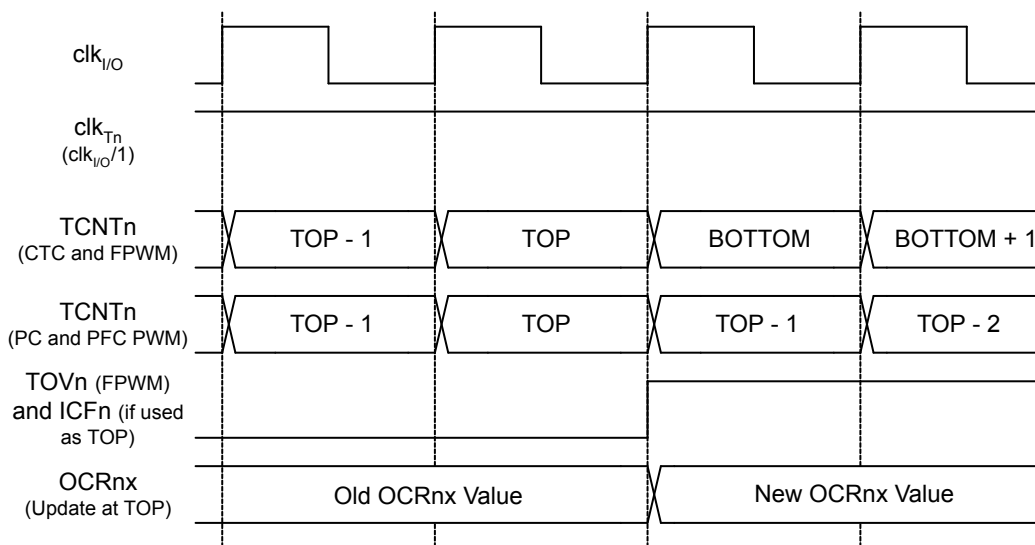 clkI/O
clkTn
(clkI/O/1)
TCNTn
(CTC and FPWM)
TOP - 1
TOP
BOTTOM
BOTTOM + 1
TCNTn
(PC and PFC PWM)
TOP - 1
TOP
TOP - 1
TOP - 2
TOVn (FPWM)
and ICFn (if used
as TOP)
OCRnx
(Update at TOP)
Old OCRnx Value
New OCRnx Value